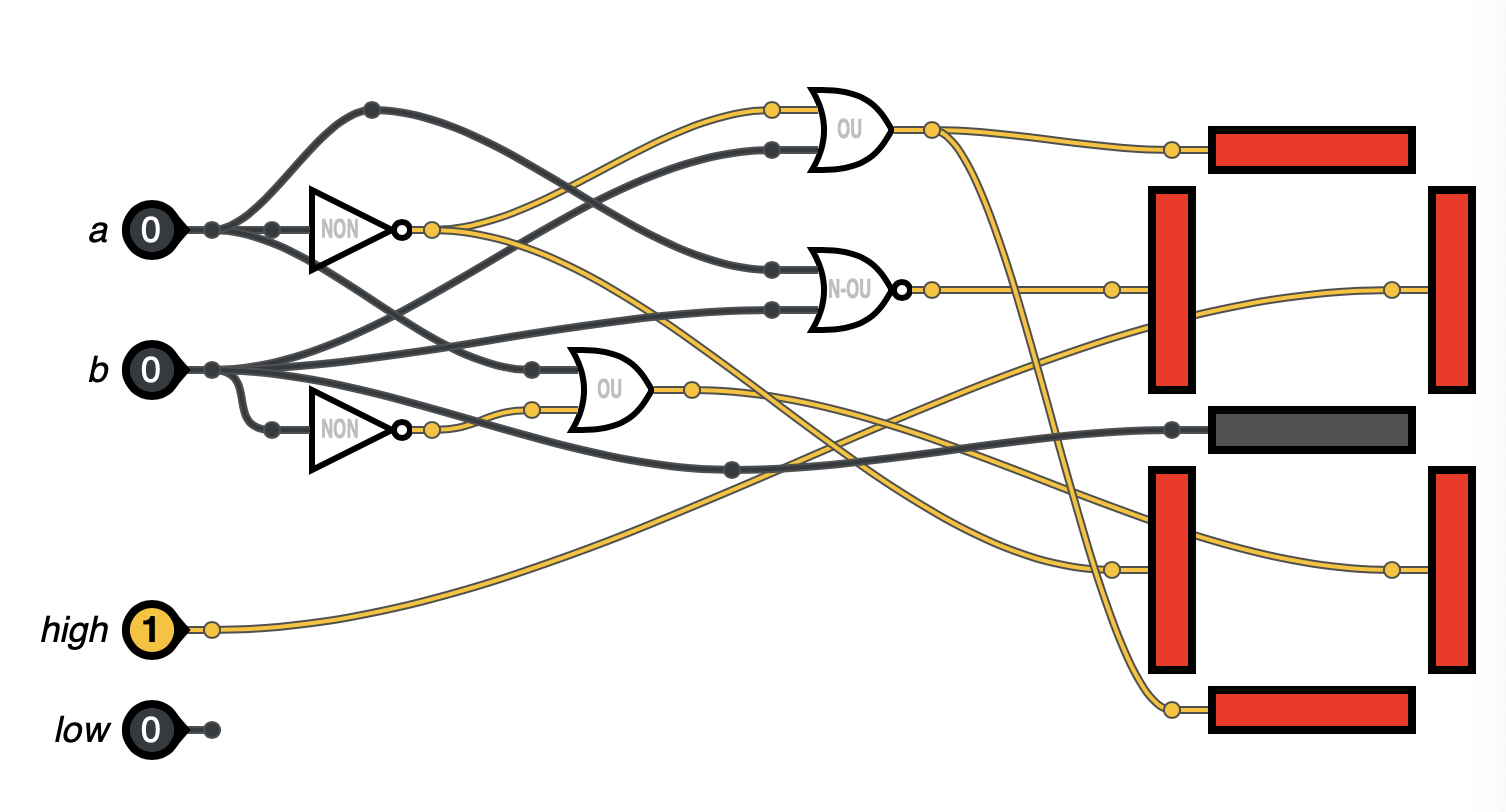 OU
a 0 NON
N-OU
b 0 OU
NON
high 1
low 0